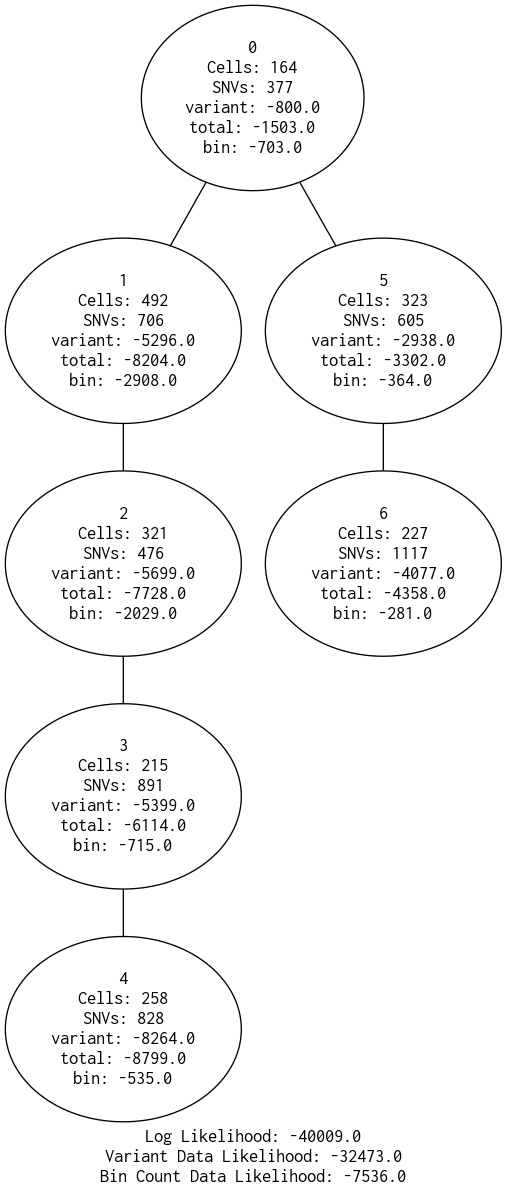 0
Cells: 164
SNVs: 377
variant: -800.0
total: -1503.0
bin: -703.0
1
Cells: 492
SNVs: 706
variant: -5296.0
total: -8204.0
bin: -2908.0
5
Cells: 323
SNVs: 605
variant: -2938.0
total: -3302.0
bin: -364.0
2
Cells: 321
SNVs: 476
variant: -5699.0
total: -7728.0
bin: -2029.0
6
Cells: 227
SNVs: 1117
variant: -4077.0
total: -4358.0
bin: -281.0
3
Cells: 215
SNVs: 891
variant: -5399.0
total: -6114.0
bin: -715.0
4
Cells: 258
SNVs: 828
variant: -8264.0
total: -8799.0
bin: -535.0
Log Likelihood: -40009.0
Variant Data Likelihood: -32473.0
Bin Count Data Likelihood: -7536.0